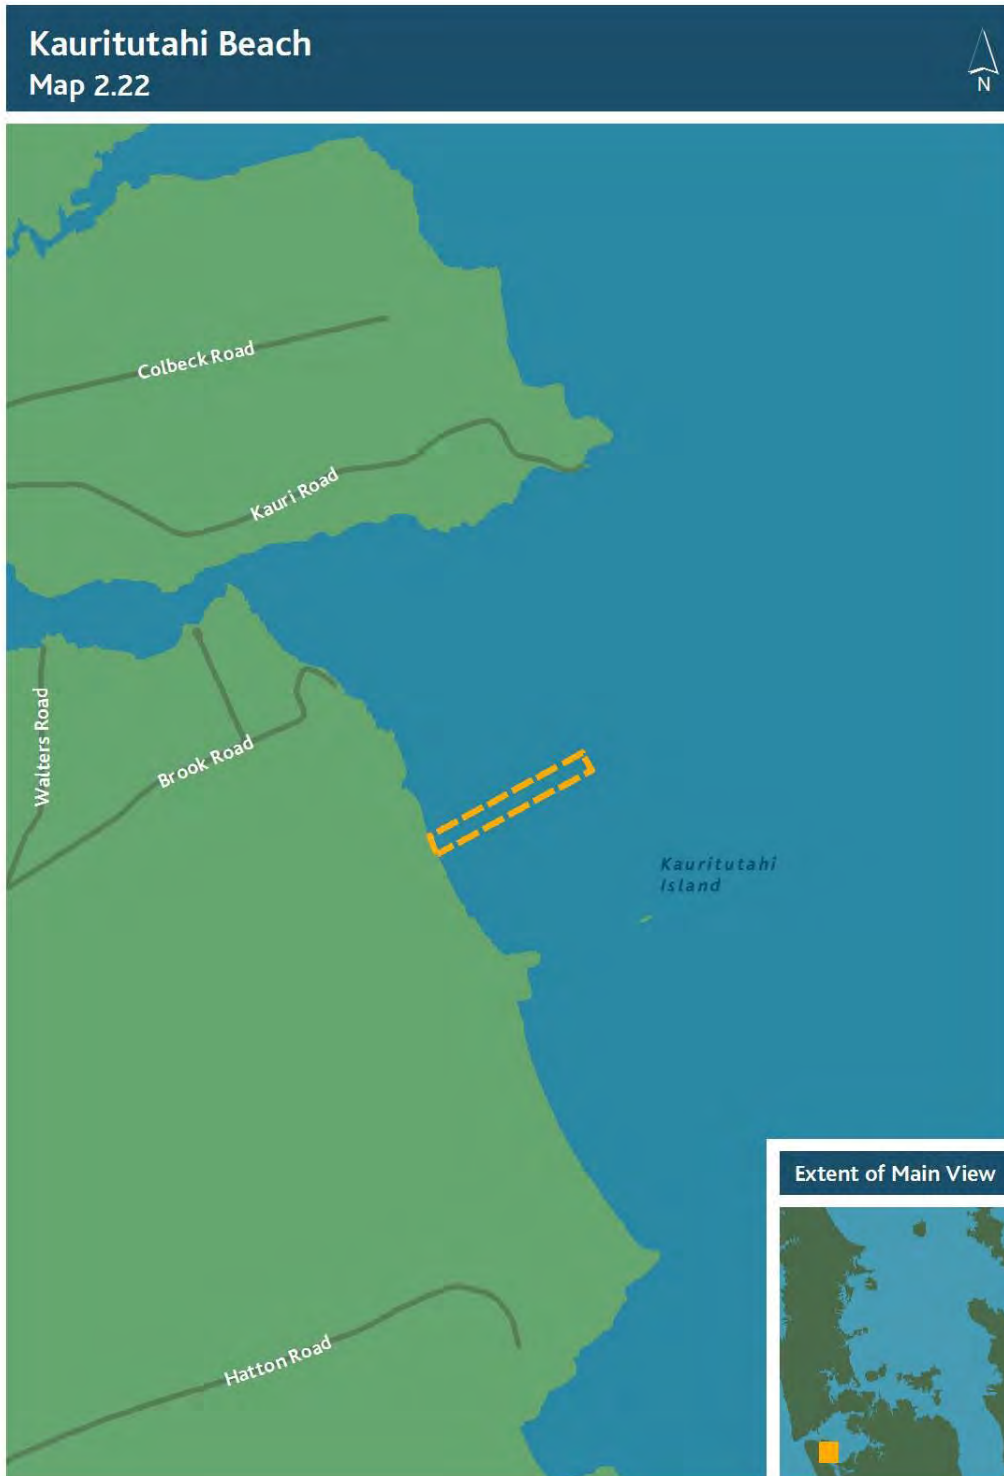 Kauritutahi Beach
Map 2.22
N
Colbeck Road
Kauri Road
Walters Road
Brook Road
Kauritutahi
Island
Extent of Main View
Hatton Road